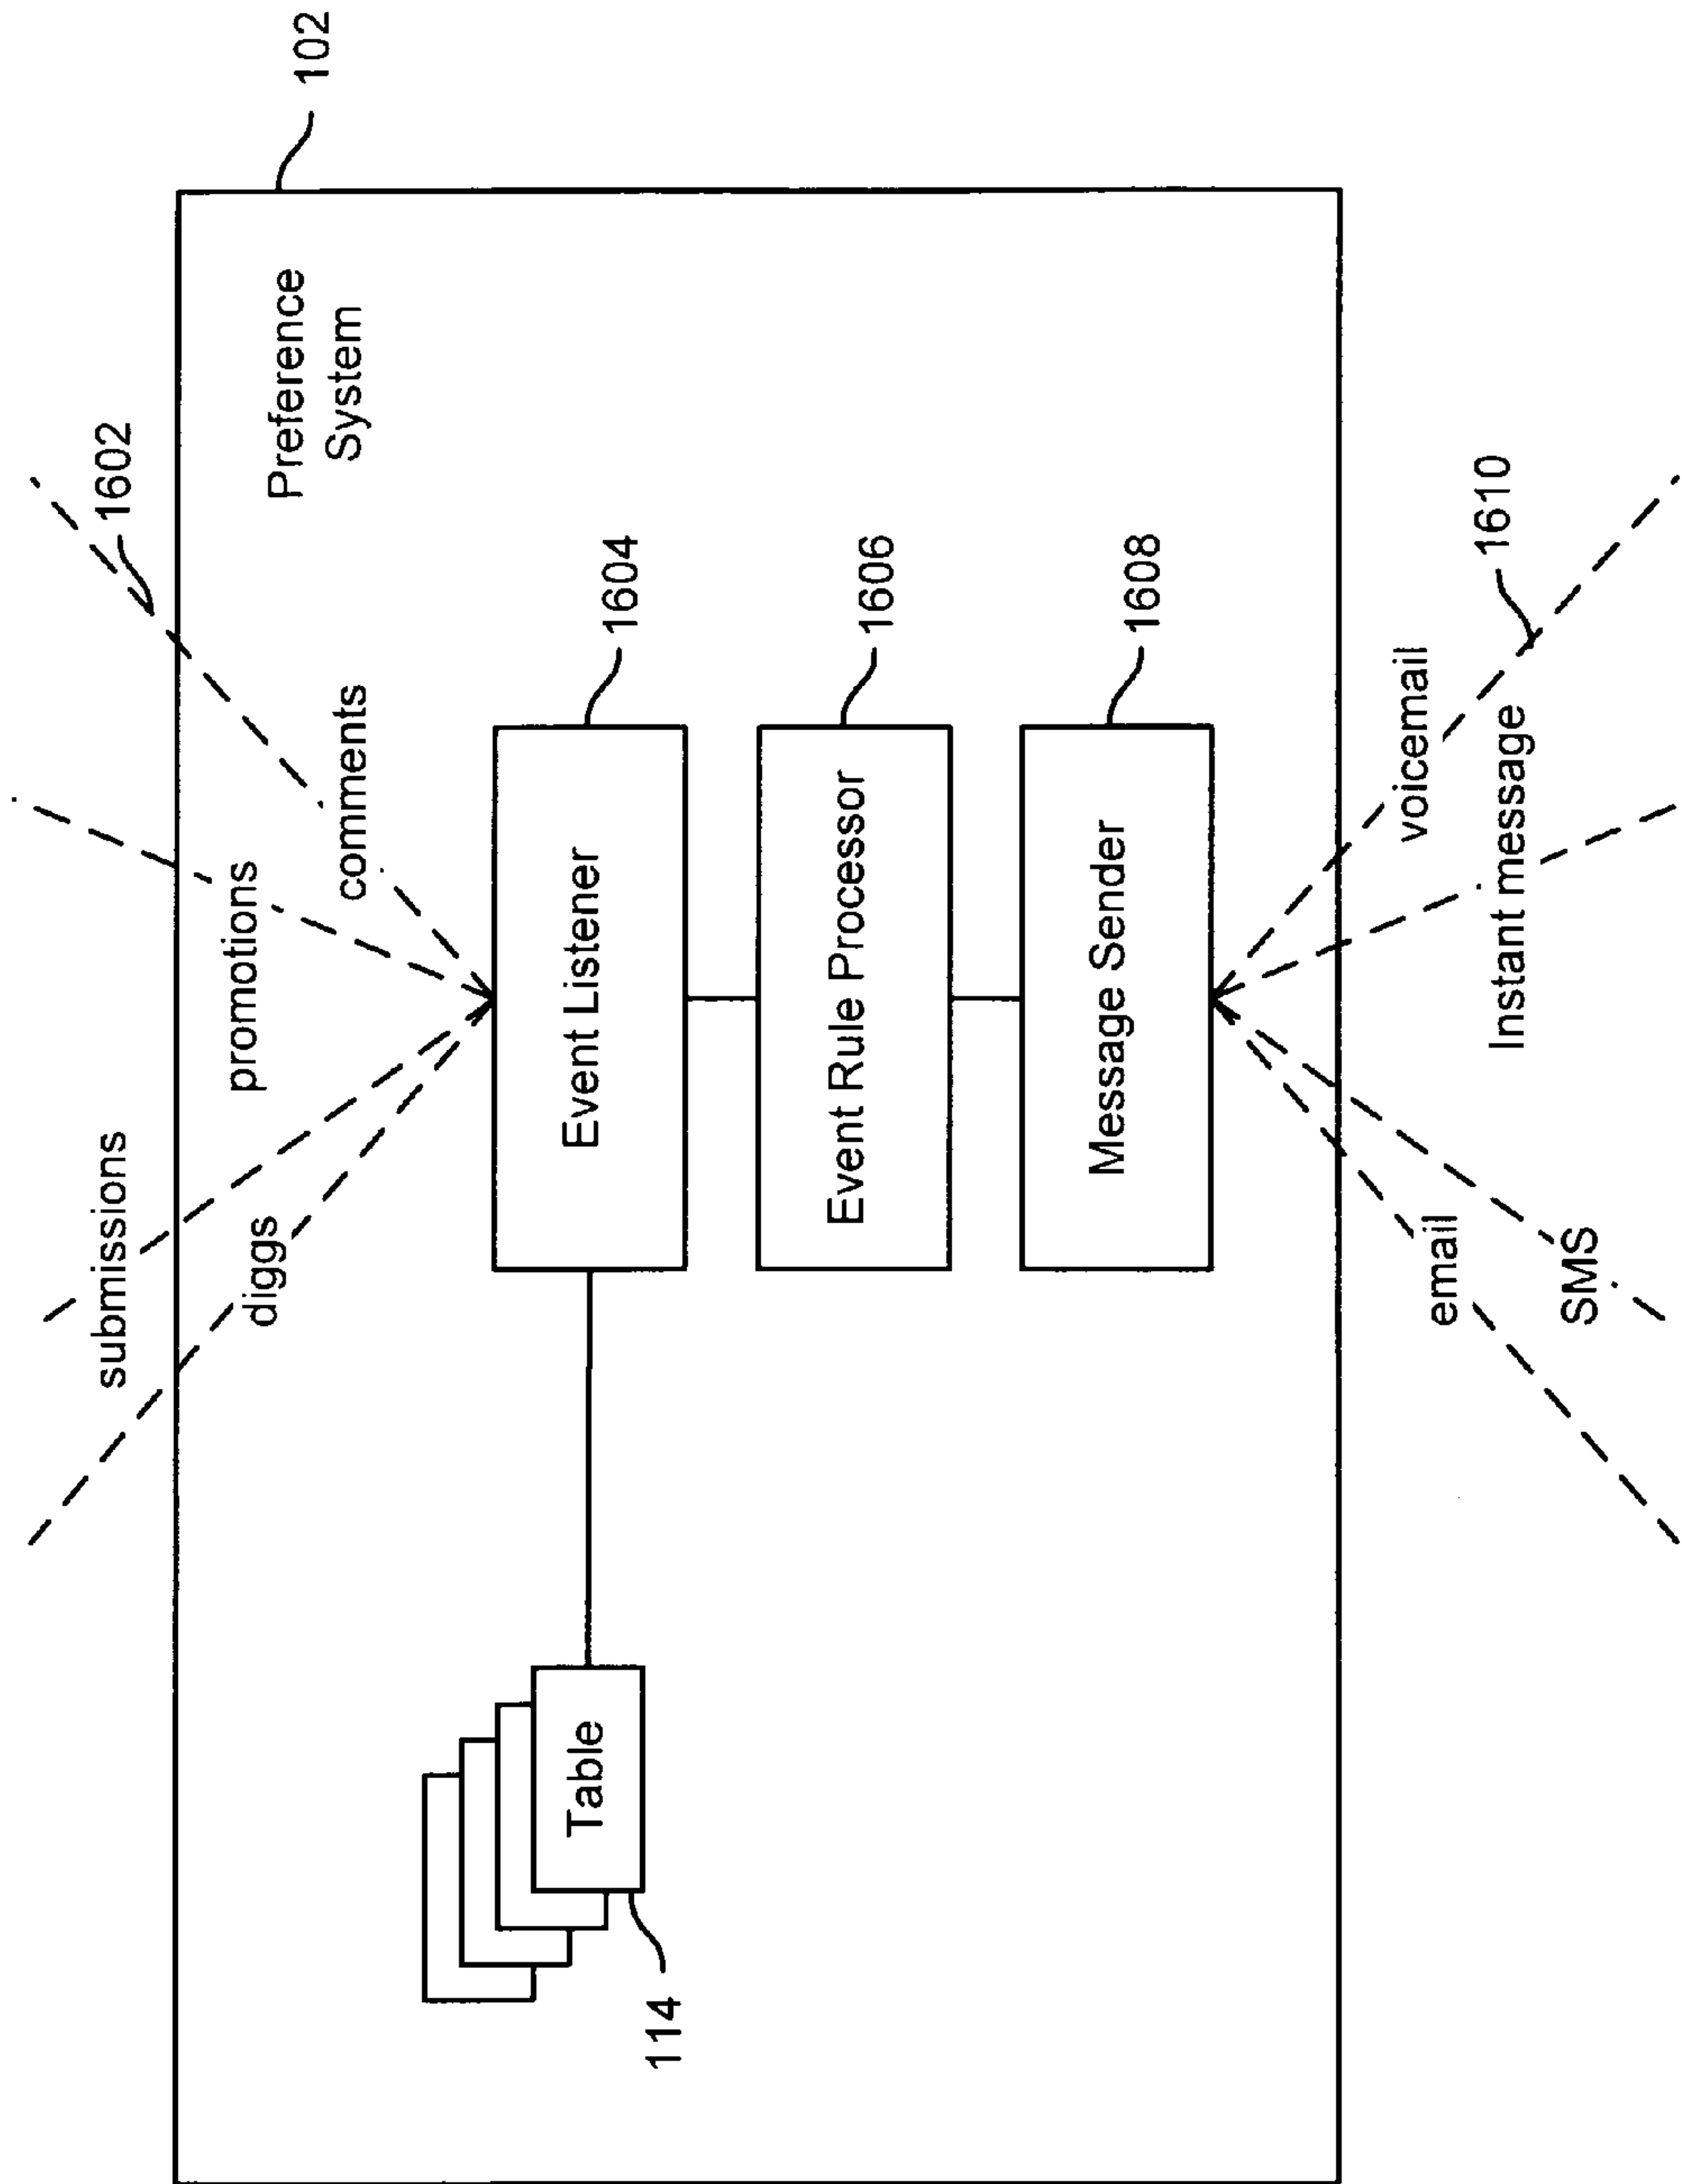 submissions
1602
102
promotions
diggs
comments
Preference
System
Event Listener
1604
Table
114
Event Rule Processor
1606
Message Sender
1608
voicemail
email
1610
Instant message
SMS